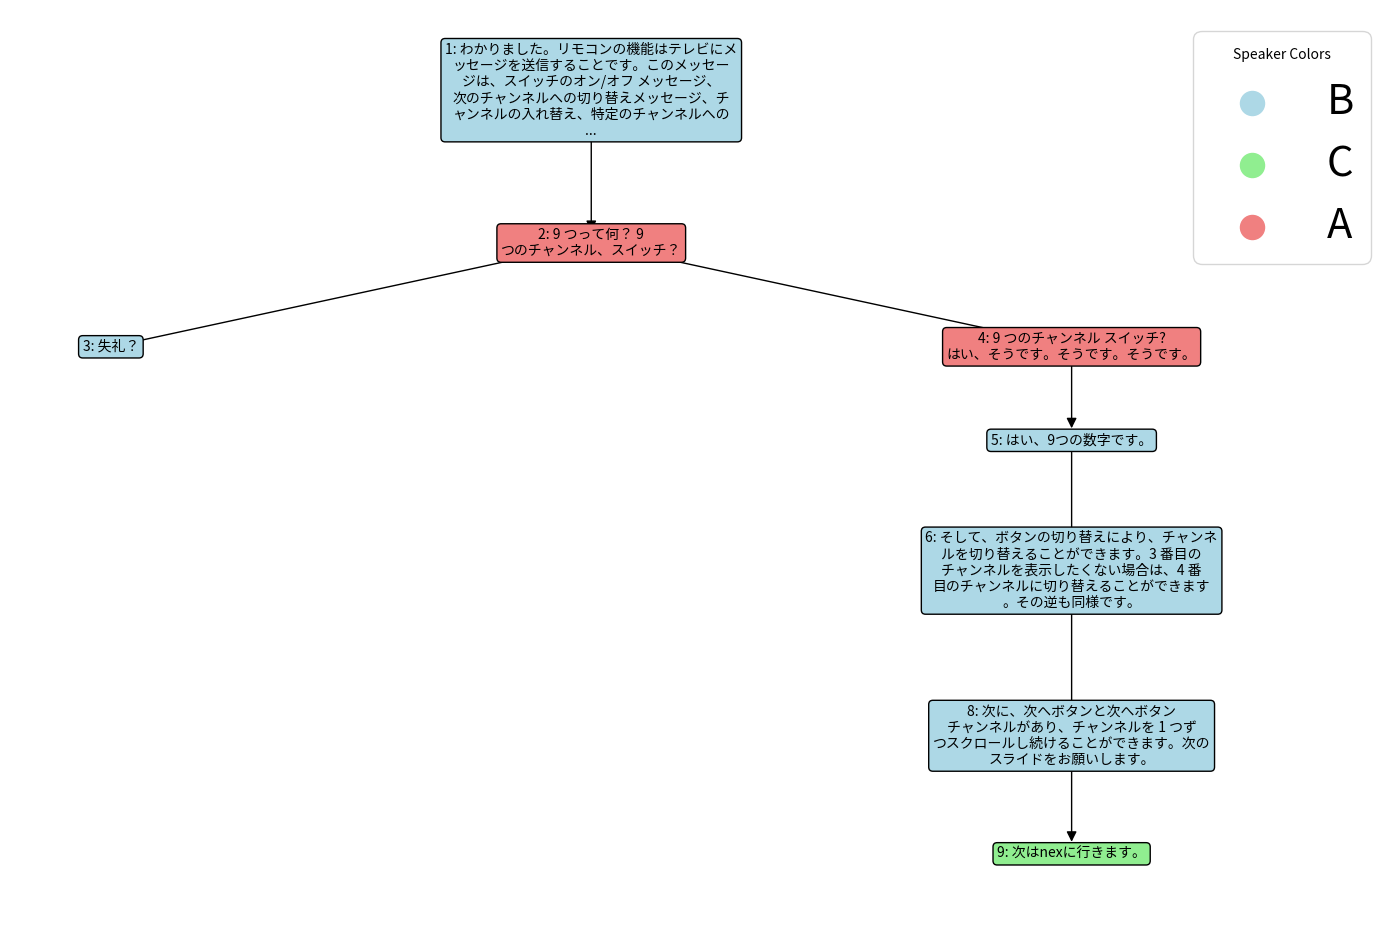 1: わかりました。リモコンの機能はテレビにメ
ッセージを送信することです。このメッセー
ジは、スイッチのオン/オフ メッセージ、
次のチャンネルへの切り替えメッセージ、チ
ャンネルの入れ替え、特定のチャンネルへの
...
Speaker Colors
B
C
A
2: 9 つって何？ 9
つのチャンネル、スイッチ？
3: 失礼？
4: 9 つのチャンネル スイッチ?
はい、そうです。そうです。そうです。
5: はい、9つの数字です。
6: そして、ボタンの切り替えにより、チャンネ
ルを切り替えることができます。3 番目の
チャンネルを表示したくない場合は、4 番
目のチャンネルに切り替えることができます
。その逆も同様です。
8: 次に、次へボタンと次へボタン
チャンネルがあり、チャンネルを 1 つず
つスクロールし続けることができます。次の
スライドをお願いします。
9: 次はnexに行きます。